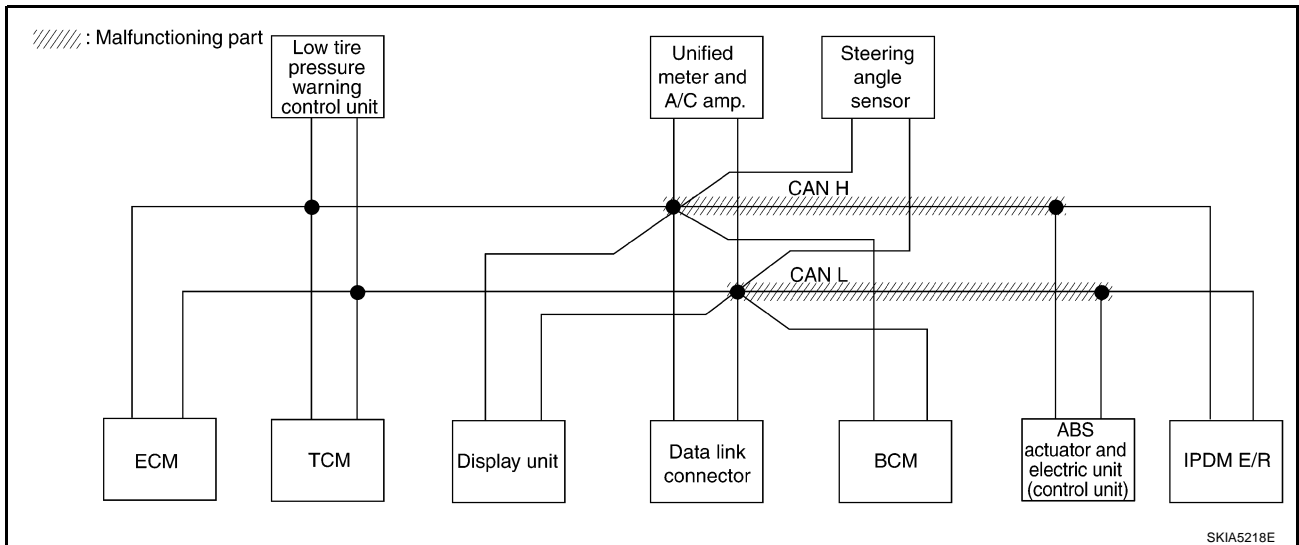 : Malfunctioning part
Low tire
pressure
warning
control unit
Unified
meter and
A/C amp.
Steering
angle
sensor
CAN H
CAN L
ECM
TCM
Display unit
Data link
connector
BCM
ABS
actuator and
electric unit
(control unit)
IPDM E/R
SKIA5218E